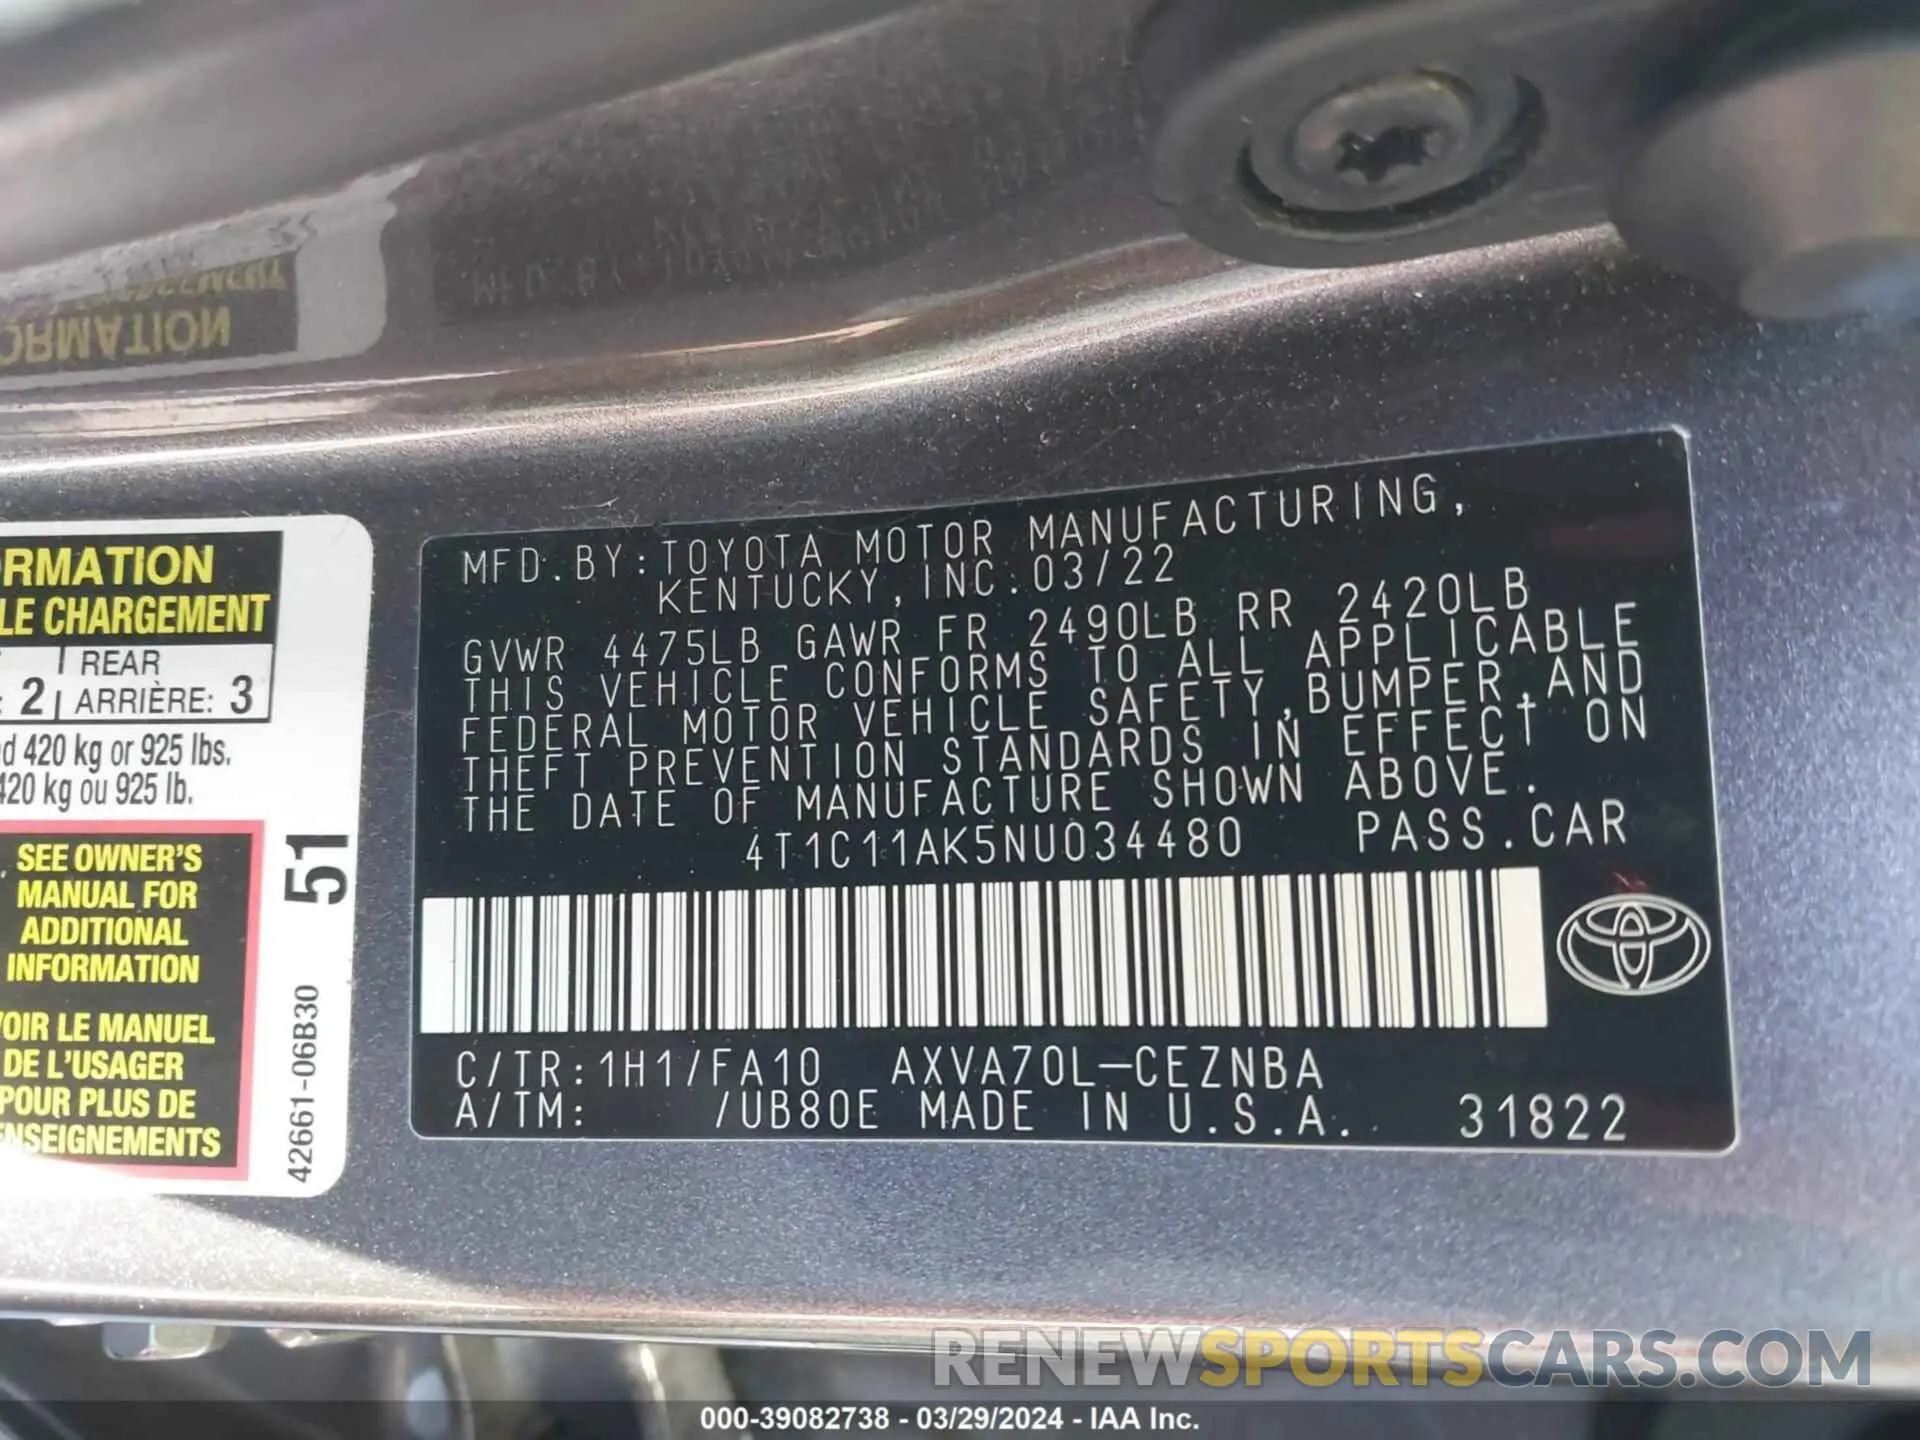 RMATION
LE CHARGEMENT
REAR
2 ARRIÈRE: 3
420 kg or 925 lbs.
420 kg ou 925 lb.
SEE OWNER'S
MANUAL FOR
ADDITIONAL
INFORMATION
VOIR LE MANUEL
DE L'USAGER
POUR PLUS DE
ENSEIGNEMENTS
51
42661-06B30
MFD.BY:TOYOTA MOTOR MANUFACTURING,
KENTUCKY,INC.03/22
GVWR 4475LB GAWR FR 2490LB RR 2420LB
THIS VEHICLE CONFORMS TO ALL APPLICABLE
FEDERAL MOTOR VEHICLE SAFETY,BUMPER,AND
THEFT PREVENTION STANDARDS IN EFFECT ON
THE DATE OF MANUFACTURE SHOWN ABOVE.
4T1C11AK5NU034480 PASS.CAR
C/TR:1H1/FA10 AXVA70L-CEZNBA
A/TM: /UB80E MADE IN U.S.A. 31822
RENEWSPORTSCARS.COM
000-39082738 - 03/29/2024 - IAA Inc.